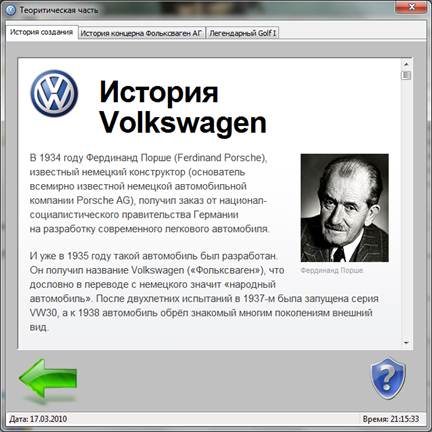 Теоритическая часть
История создания
История концерна Фольксваген АГ
Легендарный Golf I
История
Volkswagen
В 1934 году Фердинанд Порше (Ferdinand Porsche),
известный немецкий конструктор (основатель
всемирно известной немецкой автомобильной
компании Porsche AG), получил заказ от национал-
социалистического правительства Германии
на разработку современного легкового автомобиля.
Фердинанд Порше.
И уже в 1935 году такой автомобиль был разработан.
Он получил название Volkswagen («Фольксваген»), что
дословно в переводе с немецкого значит «народный
автомобиль». После двухлетних испытаний в 1937-м была запущена серия
VW30, а к 1938 автомобиль обрёл знакомый многим поколениям внешний
вид.
Дата: 17.03.2010
Время: 21:15:33